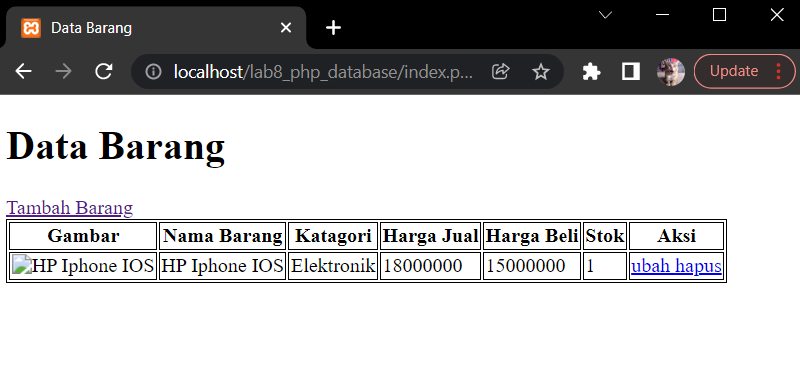 Data Barang
localhost/lab8_php_database/index.p...
Update
Data Barang
Tambah Barang
Gambar Nama Barang Katagori Harga Jual Harga Beli Stok Aksi
HP Iphone IOS HP Iphone IOS Elektronik 18000000 15000000 1 ubah hapus